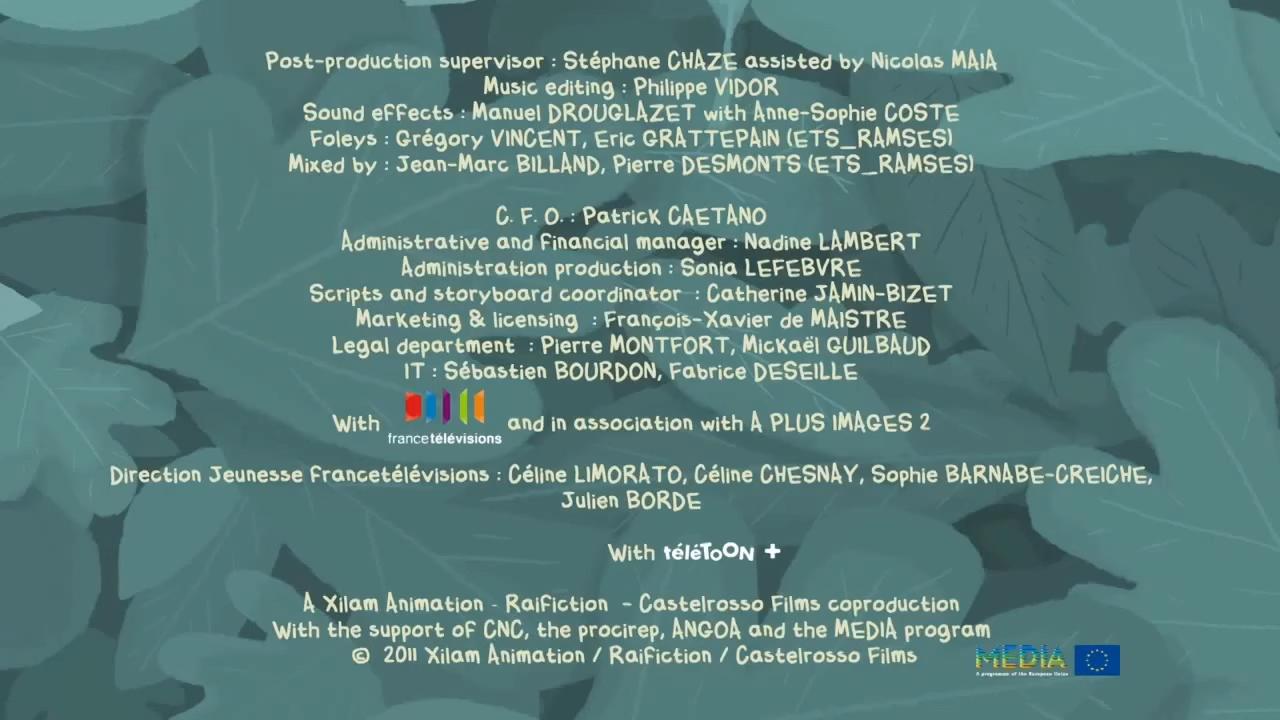 Post-production supervisor : Stéphane CHAZE assisted by Nicolas MAIA
Music editing : Philippe VIDOR
Sound effects : Manuel DROUGLAZET with Anne-Sophie COSTE
Foleys : Grégory VINCENT, Eric GRATTEPAIN (ETS_RAMSES)
Mixed by : Jean-Marc BILLAND, Pierre DESMONTS (ETS_RAMSES)
C. F. O. : Patrick CAETANO
Administrative and financial manager : Nadine LAMBERT
Administration production : Sonia LEFEBVRE
Scripts and storyboard coordinator : Catherine JAMIN-BIZET
Marketing & licensing : François-Xavier de MAISTRE
Legal department : Pierre MONTFORT, Mickaël GUILBAUD
IT : Sébastien BOURDON, Fabrice DESEILLE
With francetélévisions and in association with A PLUS IMAGES 2
Direction Jeunesse Francetélévisions : Céline LIMORATO, Céline CHESNAY, Sophie BARNABE-CREICHE,
Julien BORDE
With téléTOON +
A Xilam Animation - Raifiction - Castelrosso Films coproduction
With the support of CNC, the procirep, ANGOA and the MEDIA program
© 2011 Xilam Animation / Raifiction / Castelrosso Films
MEDIA
A programme of the European Union